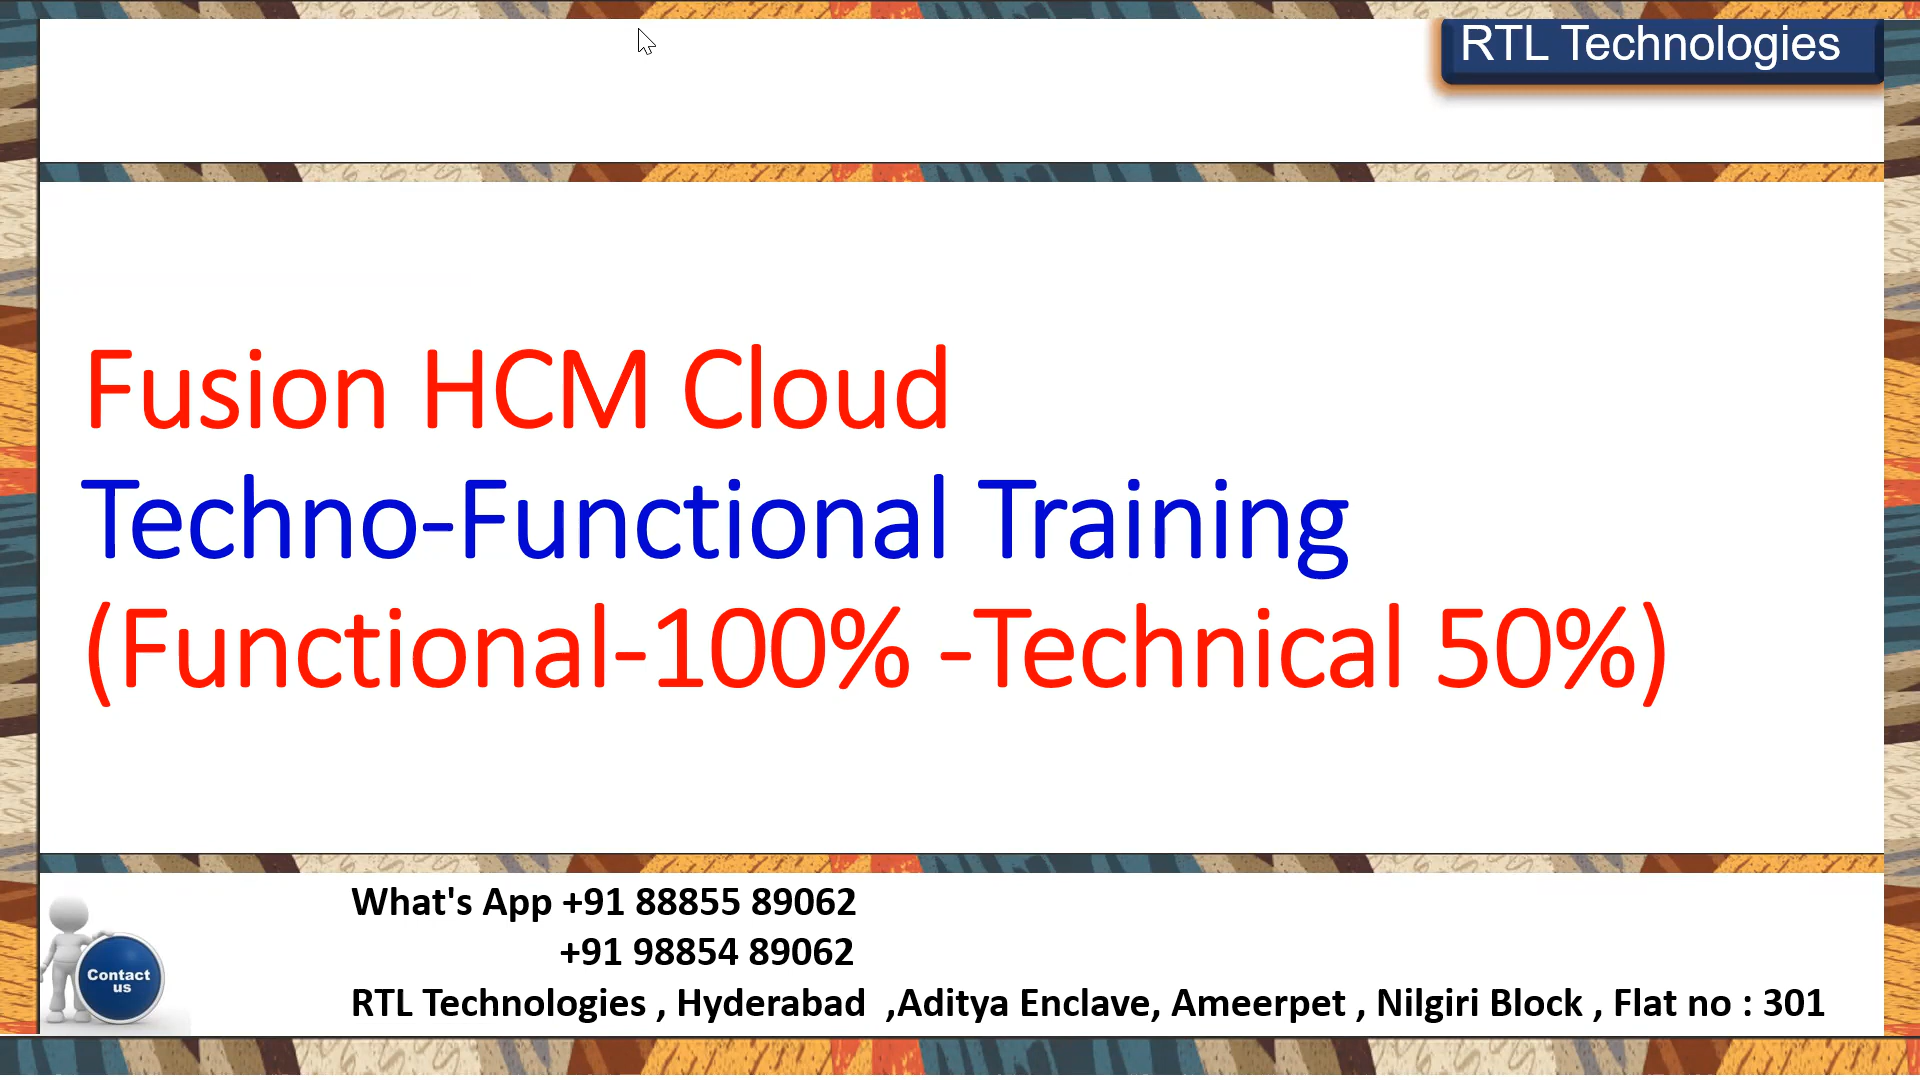 RTL Technologies
Fusion HCM Cloud
Techno-Functional Training
(Functional-100% -Technical 50%)
What's App +91 88855 89062
+91 98854 89062
RTL Technologies , Hyderabad ,Aditya Enclave, Ameerpet , Nilgiri Block , Flat no : 301
Contact
us